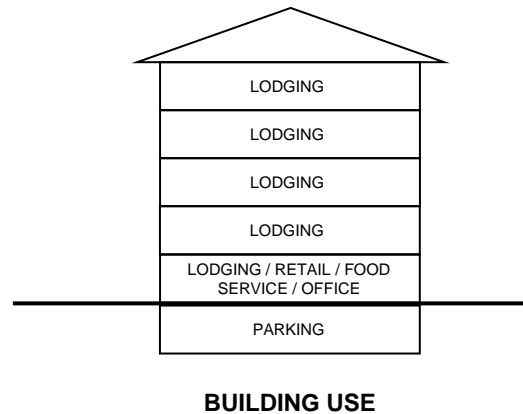 LODGING
LODGING
LODGING
LODGING
LODGING / RETAIL / FOOD
SERVICE / OFFICE
PARKING
BUILDING USE